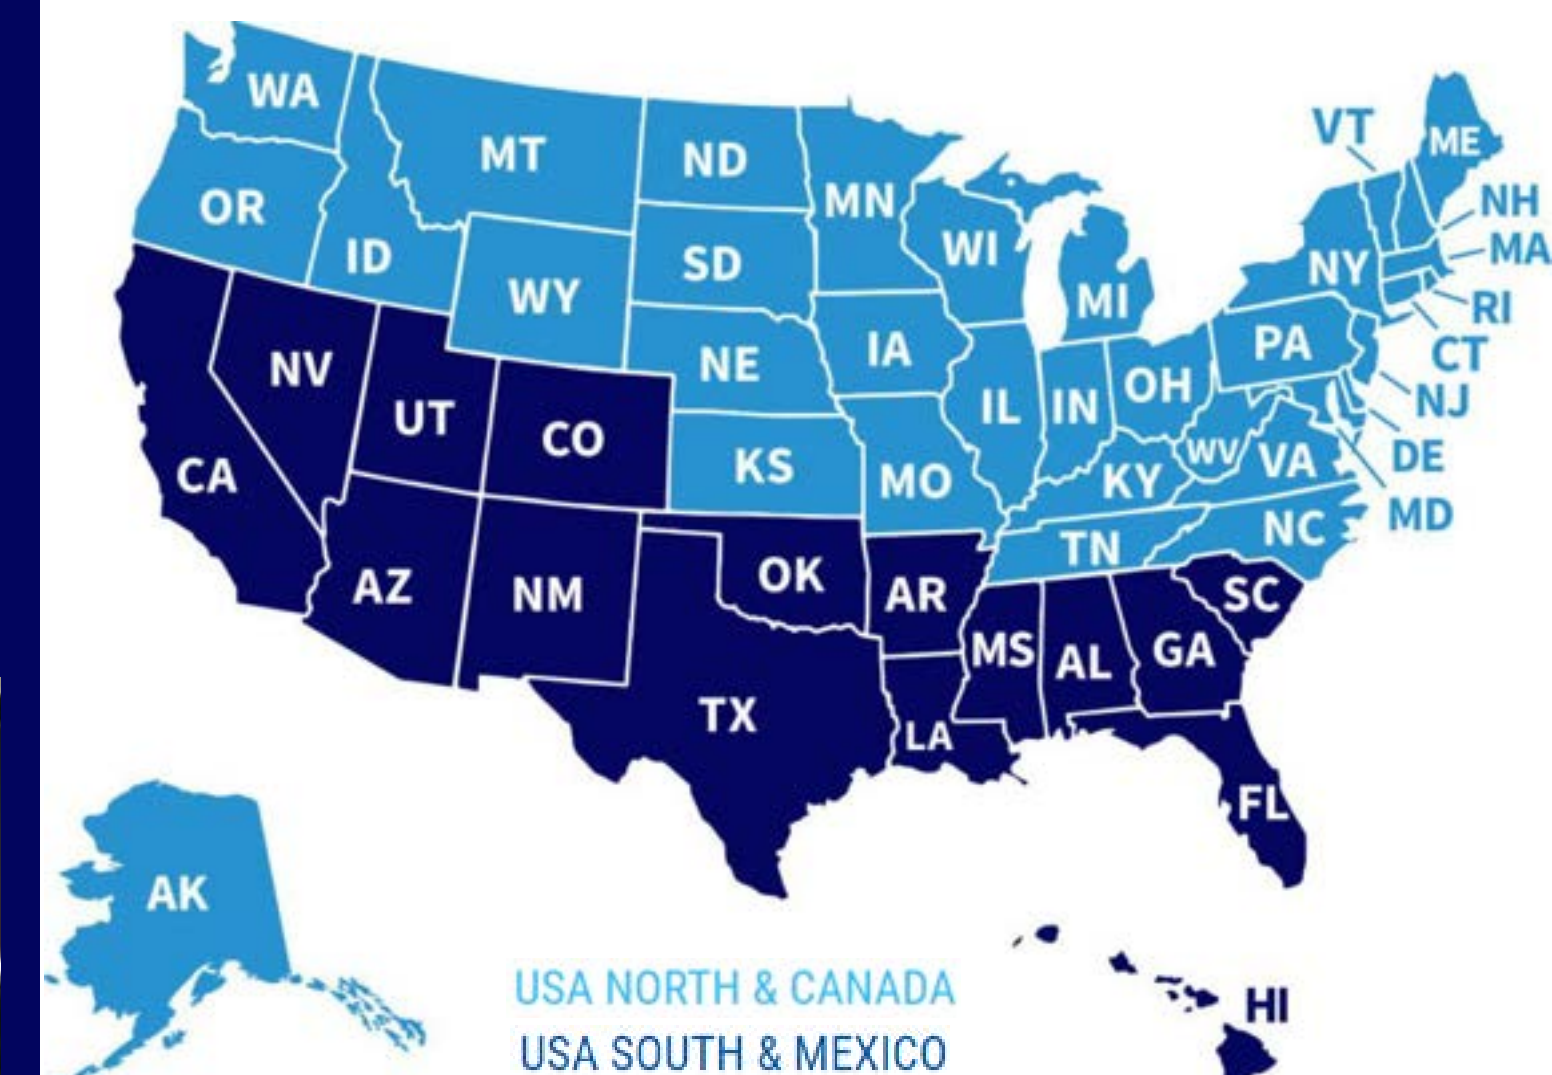 WA
MT
ND
MN
VT
ME
OR
ID
SD
WI
NH
MA
WY
MI
NY
RI
NV
NE
IA
PA
CT
UT
CO
IL
IN
OH
NJ
CA
KS
MO
KY
WV
VA
DE
MD
AZ
NM
OK
AR
TN
NC
SC
TX
LA
MS
AL
GA
FL
AK
HI
USA NORTH & CANADA
USA SOUTH & MEXICO